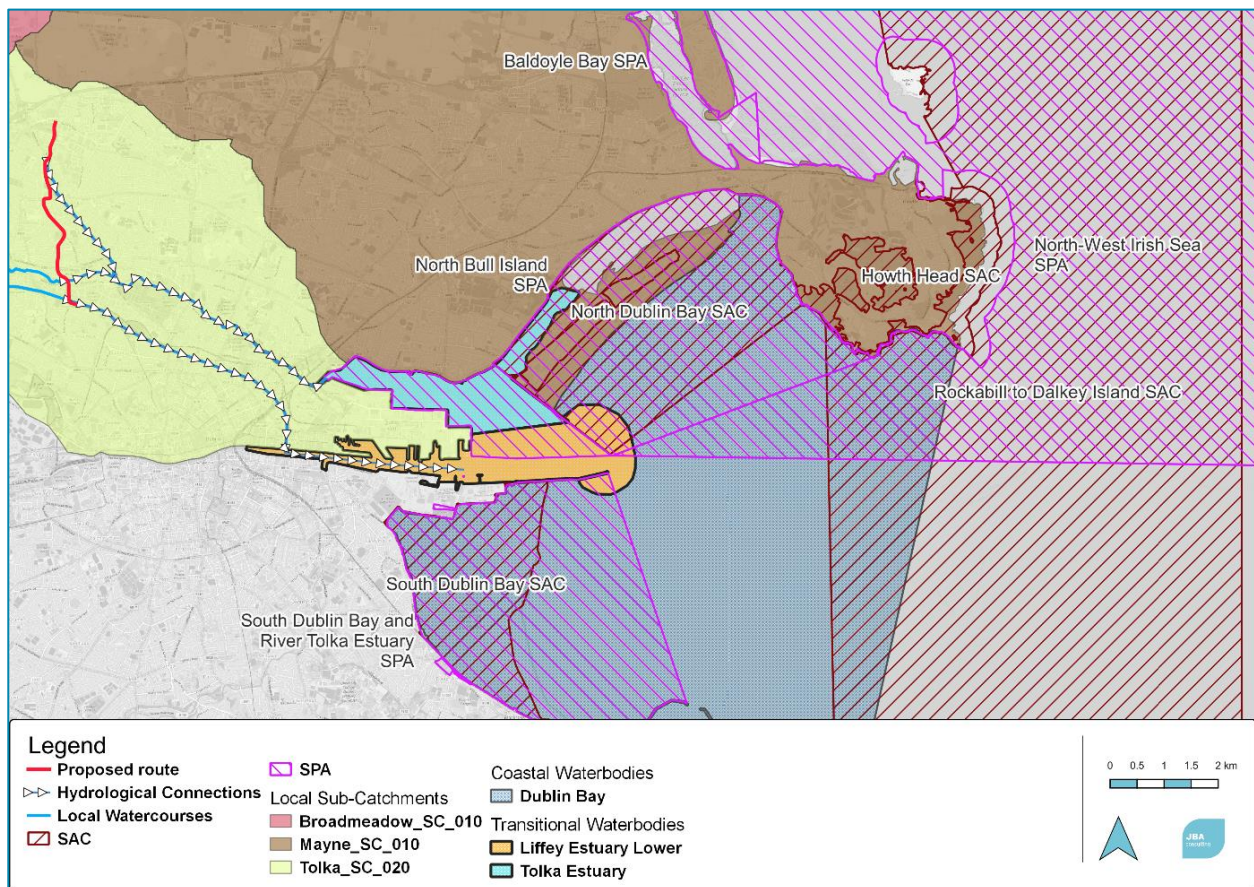 Baldoyle Bay SPA
North-West Irish Sea
SPA
Howth Head SAC
North Bull Island
SPA
North Dublin Bay SAC
Rockabill to Dalkey Island SAC
South Dublin Bay SAC
South Dublin Bay and
River Tolka Estuary
SPA
Legend
Proposed route
Hydrological Connections
Local Watercourses
SAC
SPA
Local Sub-Catchments
Broadmeadow_SC_010
Mayne_SC_010
Tolka_SC_020
Coastal Waterbodies
Dublin Bay
Transitional Waterbodies
Liffey Estuary Lower
Tolka Estuary
0 0.5 1 1.5 2 km
JBA
consulting